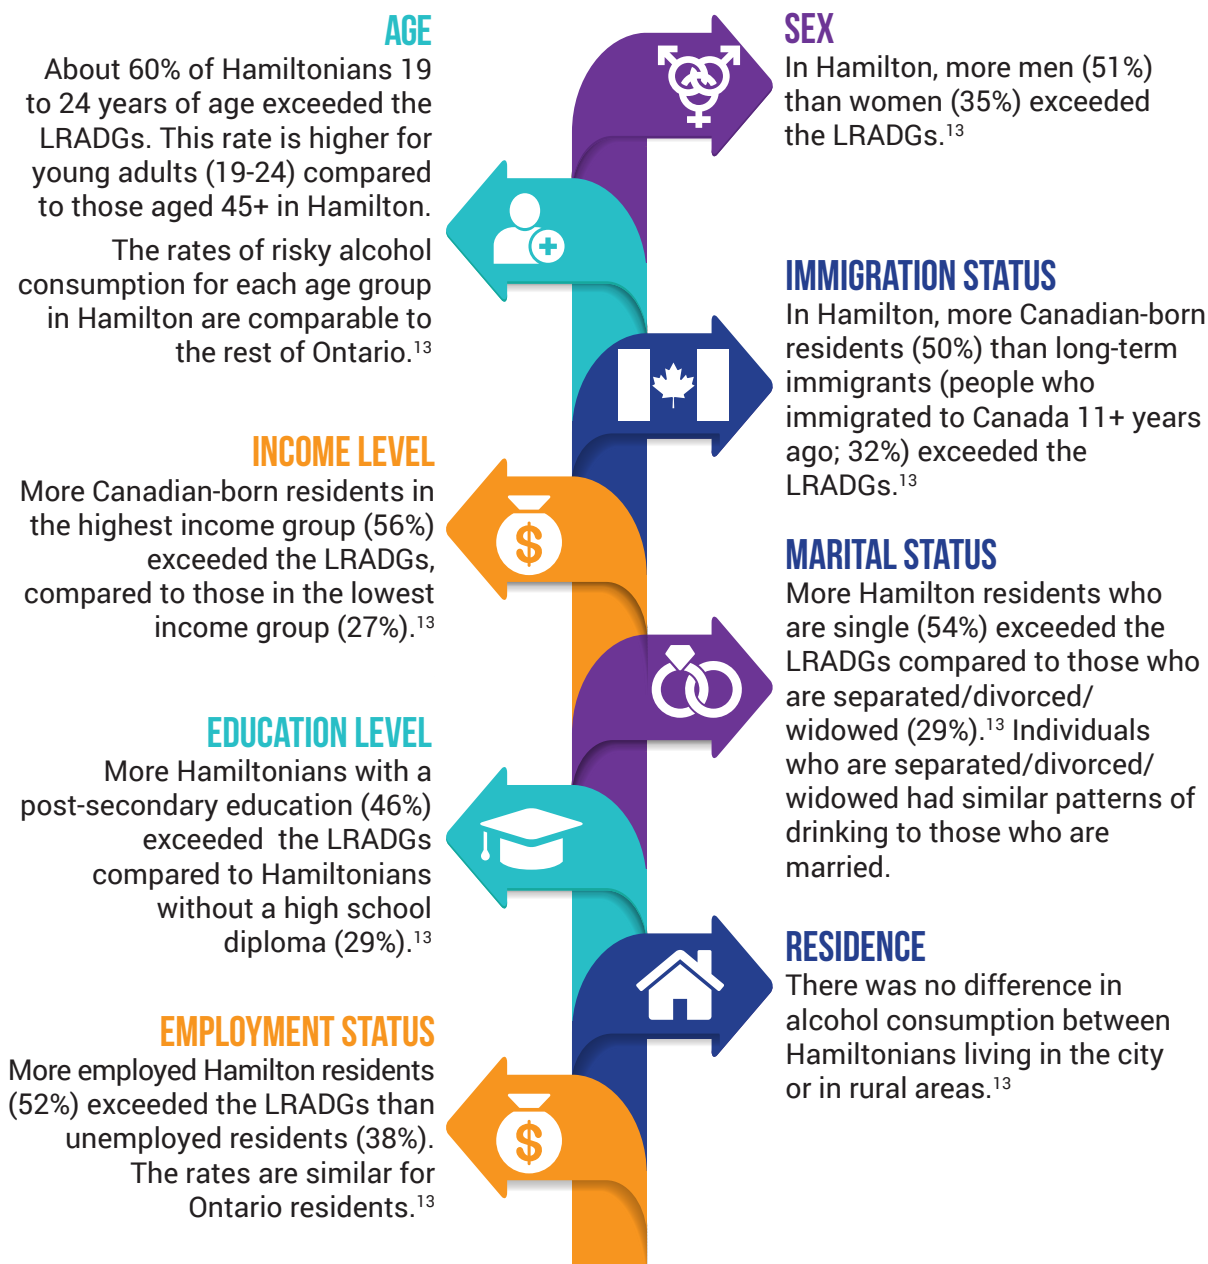 AGE
About 60% of Hamiltonians 19
to 24 years of age exceeded the
LRADGs. This rate is higher for
young adults (19-24) compared
to those aged 45+ in Hamilton.
The rates of risky alcohol
consumption for each age group
in Hamilton are comparable to
the rest of Ontario.13
SEX
In Hamilton, more men (51%)
than women (35%) exceeded
the LRADGs.13
IMMIGRATION STATUS
In Hamilton, more Canadian-born
residents (50%) than long-term
immigrants (people who
immigrated to Canada 11+ years
ago; 32%) exceeded the
LRADGs.13
INCOME LEVEL
More Canadian-born residents in
the highest income group (56%)
exceeded the LRADGs,
compared to those in the lowest
income group (27%).13
$
MARITAL STATUS
More Hamilton residents who
are single (54%) exceeded the
LRADGs compared to those who
are separated/divorced/
widowed (29%).13 Individuals
who are separated/divorced/
widowed had similar patterns of
drinking to those who are
married.
EDUCATION LEVEL
More Hamiltonians with a
post-secondary education (46%)
exceeded the LRADGs
compared to Hamiltonians
without a high school
diploma (29%).13
RESIDENCE
There was no difference in
alcohol consumption between
Hamiltonians living in the city
or in rural areas.13
EMPLOYMENT STATUS
More employed Hamilton residents
(52%) exceeded the LRADGs than
unemployed residents (38%).
The rates are similar for
Ontario residents.13
$